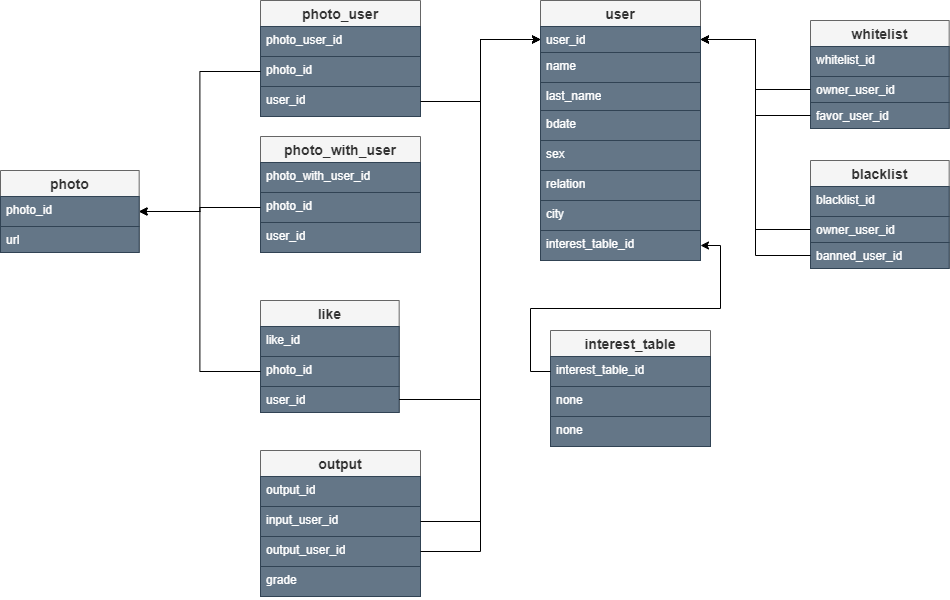 photo_user
photo_user_id
photo_id
user_id
photo_with_user
photo_with_user_id
photo_id
user_id
photo
photo_id
url
like
like_id
photo_id
user_id
output
output_id
input_user_id
output_user_id
grade
user
user_id
name
last_name
bdate
sex
relation
city
interest_table_id
interest_table
interest_table_id
none
none
whitelist
whitelist_id
owner_user_id
favor_user_id
blacklist
blacklist_id
owner_user_id
banned_user_id